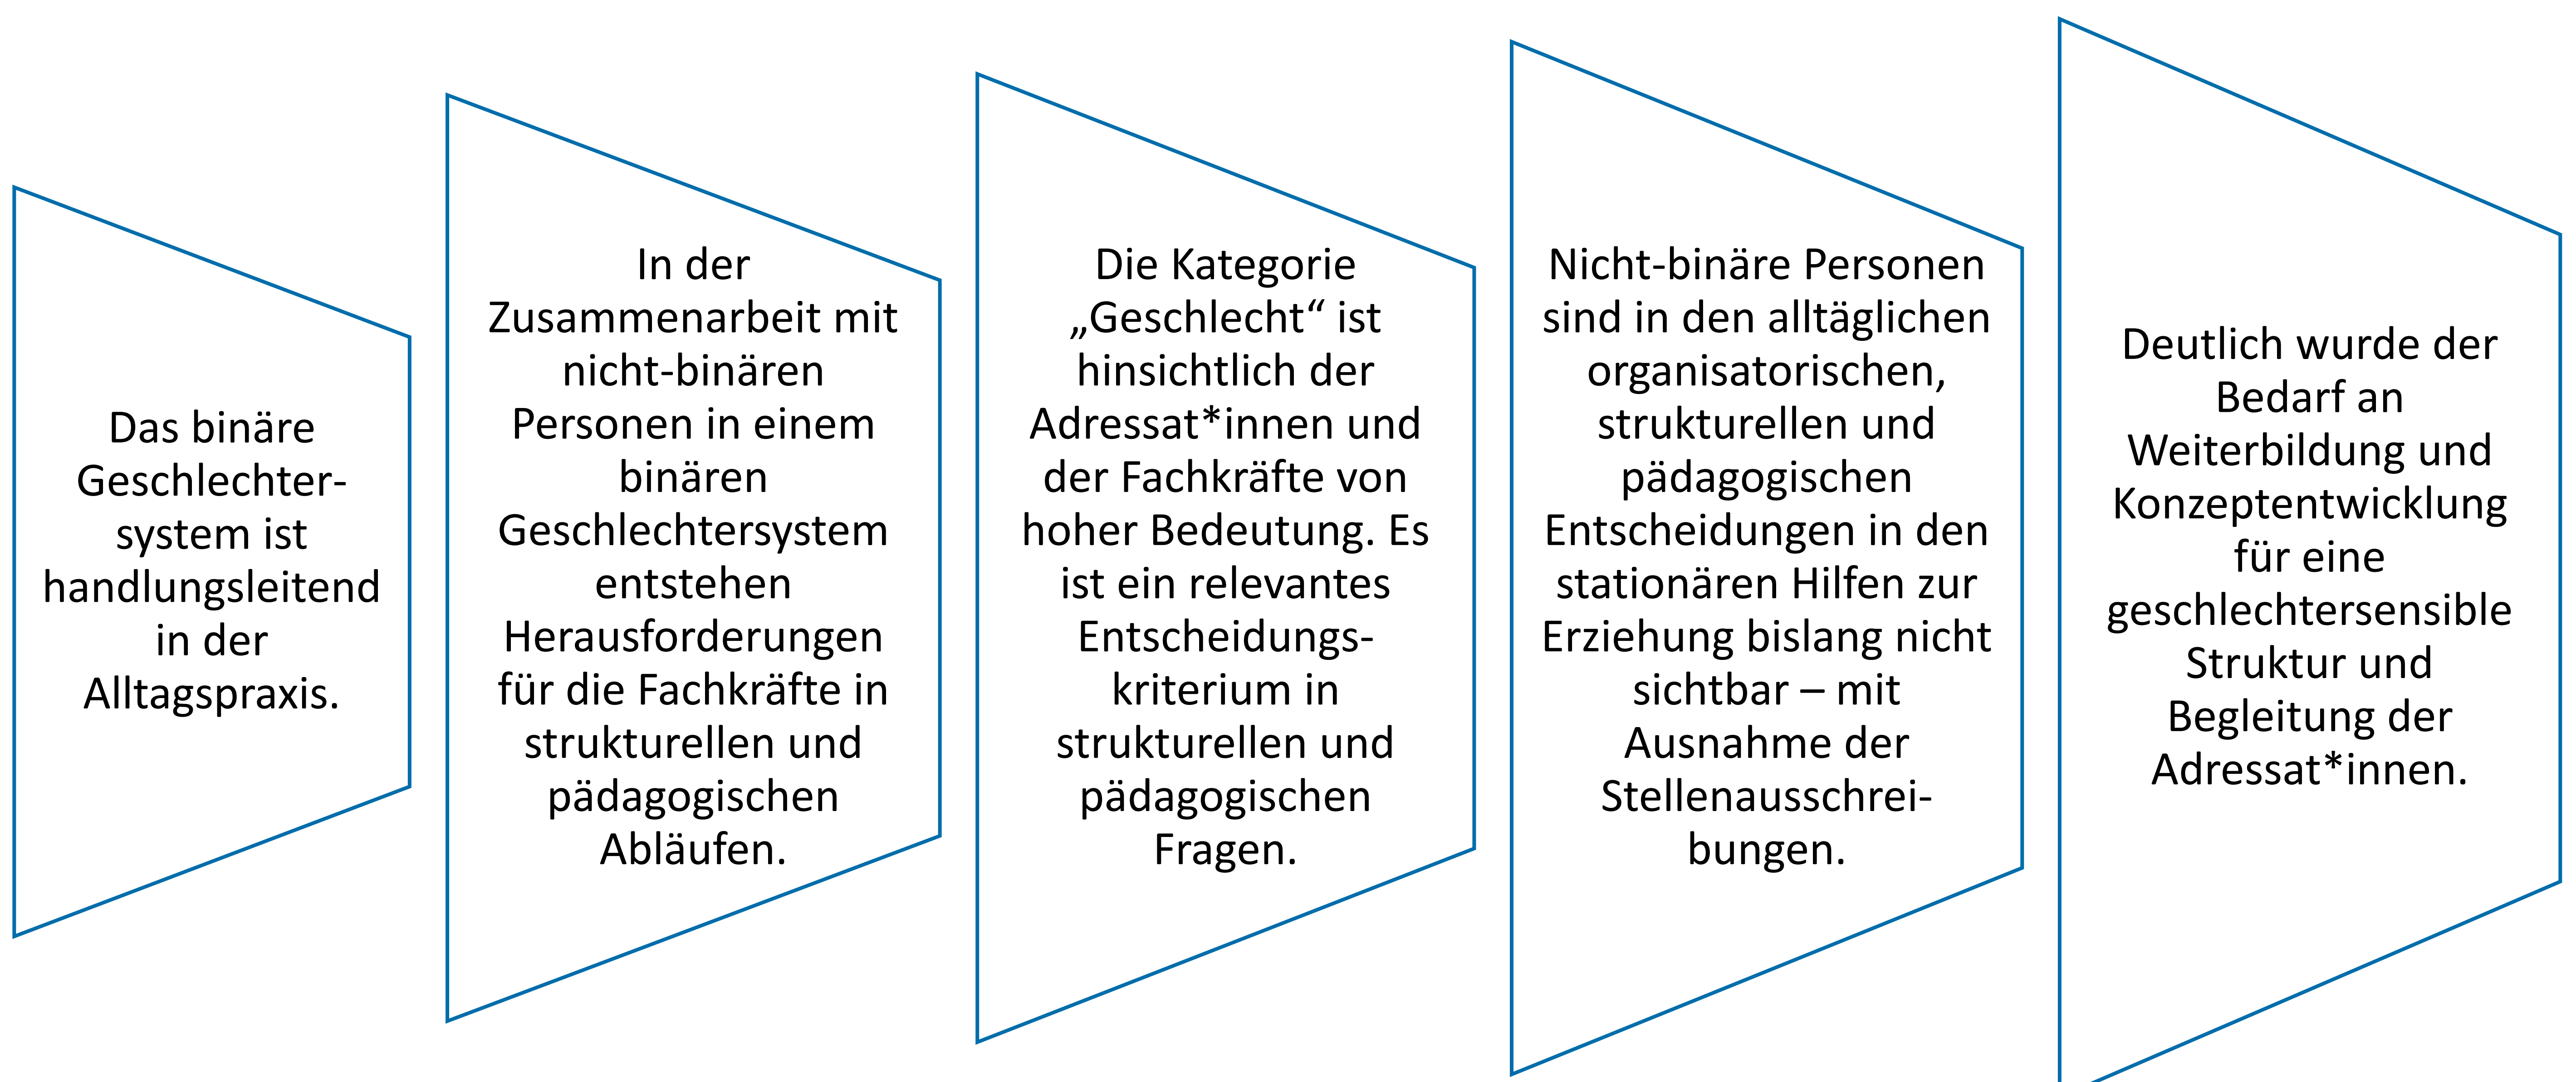 Das binäre
Geschlechter-
system ist
handlungsleitend
in der
Alltagspraxis.
In der
Zusammenarbeit mit
nicht-binären
Personen in einem
binären
Geschlechtersystem
entstehen
Herausforderungen
für die Fachkräfte in
strukturellen und
pädagogischen
Abläufen.
Die Kategorie
„Geschlecht“ ist
hinsichtlich der
Adressat*innen und
der Fachkräfte von
hoher Bedeutung. Es
ist ein relevantes
Entscheidungs-
kriterium in
strukturellen und
pädagogischen
Fragen.
Nicht-binäre Personen
sind in den alltäglichen
organisatorischen,
strukturellen und
pädagogischen
Entscheidungen in den
stationären Hilfen zur
Erziehung bislang nicht
sichtbar – mit
Ausnahme der
Stellenausschrei-
bungen.
Deutlich wurde der
Bedarf an
Weiterbildung und
Konzeptentwicklung
für eine
geschlechtersensible
Struktur und
Begleitung der
Adressat*innen.